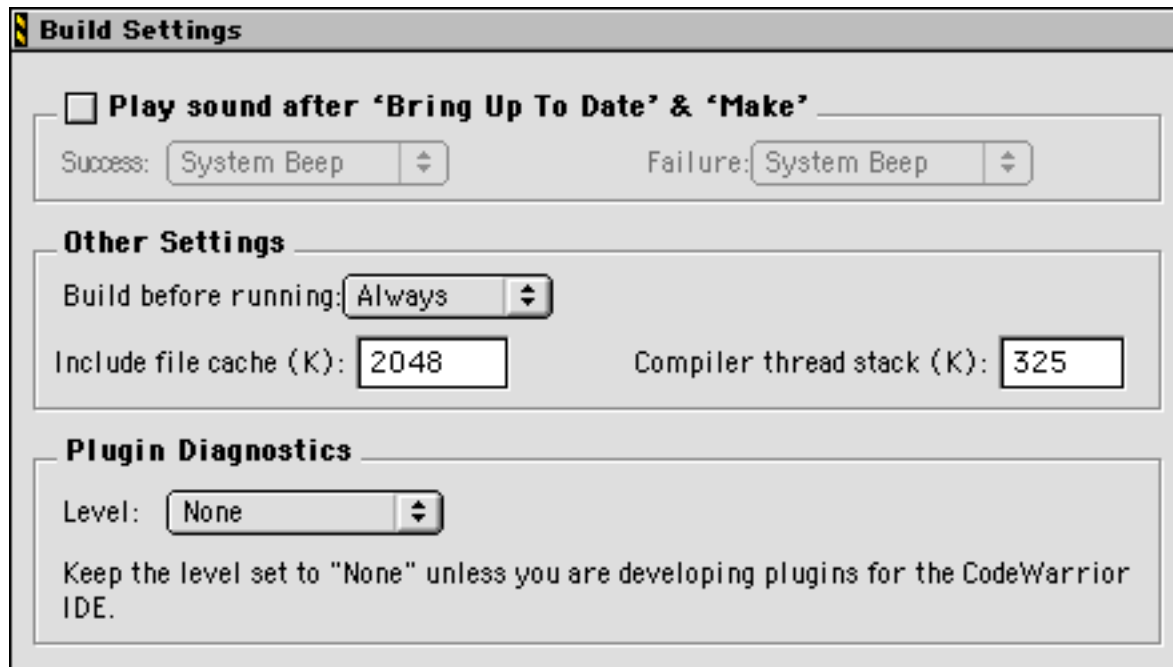 Build Settings
Play sound after ‘Bring Up To Date’ & ‘Make’
Success: System Beep Failure: System Beep
Other Settings
Build before running: Always
Include file cache (K): 2048 Compiler thread stack (K): 325
Plugin Diagnostics
Level: None
Keep the level set to "None" unless you are developing plugins for the CodeWarrior
IDE.